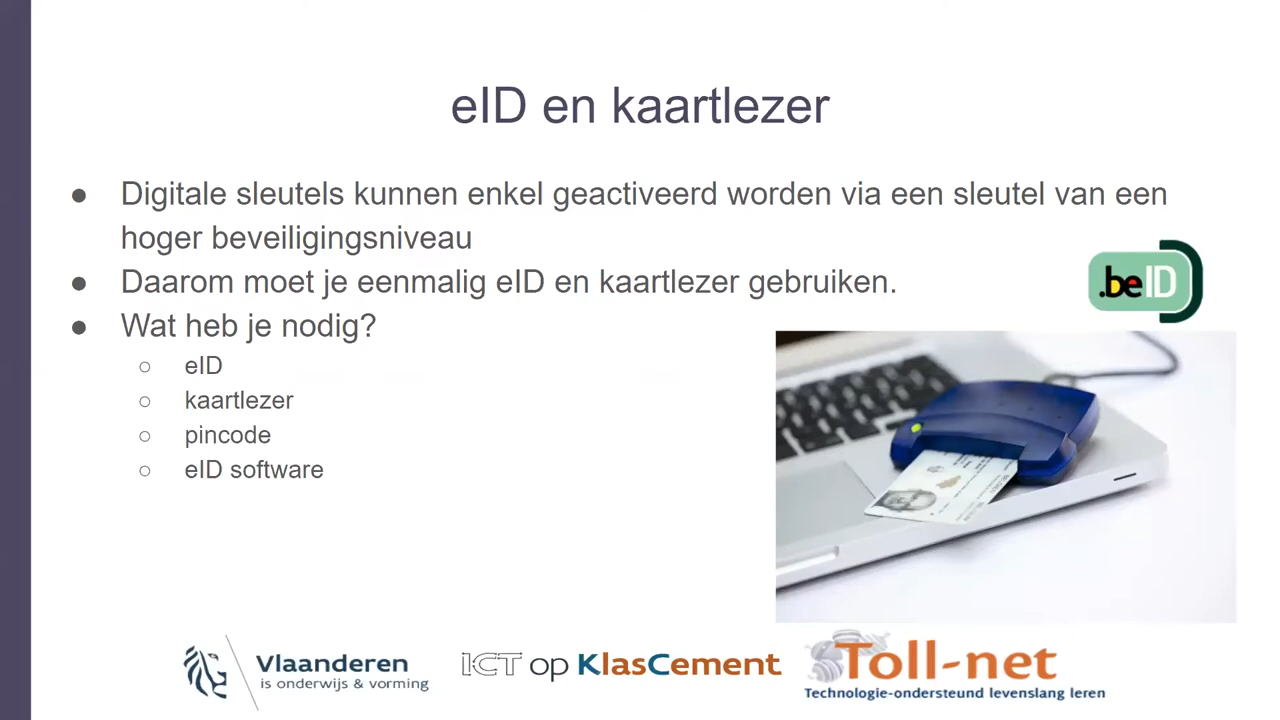 eID en kaartlezer
● Digitale sleutels kunnen enkel geactiveerd worden via een sleutel van een
hoger beveiligingsniveau
● Daarom moet je eenmalig eID en kaartlezer gebruiken.
● Wat heb je nodig?
○ eID
○ kaartlezer
○ pincode
○ eID software
.beID
Vlaanderen
is onderwijs & vorming
ICT op KlasCement
Toll-net
Technologie-ondersteund levenslang leren